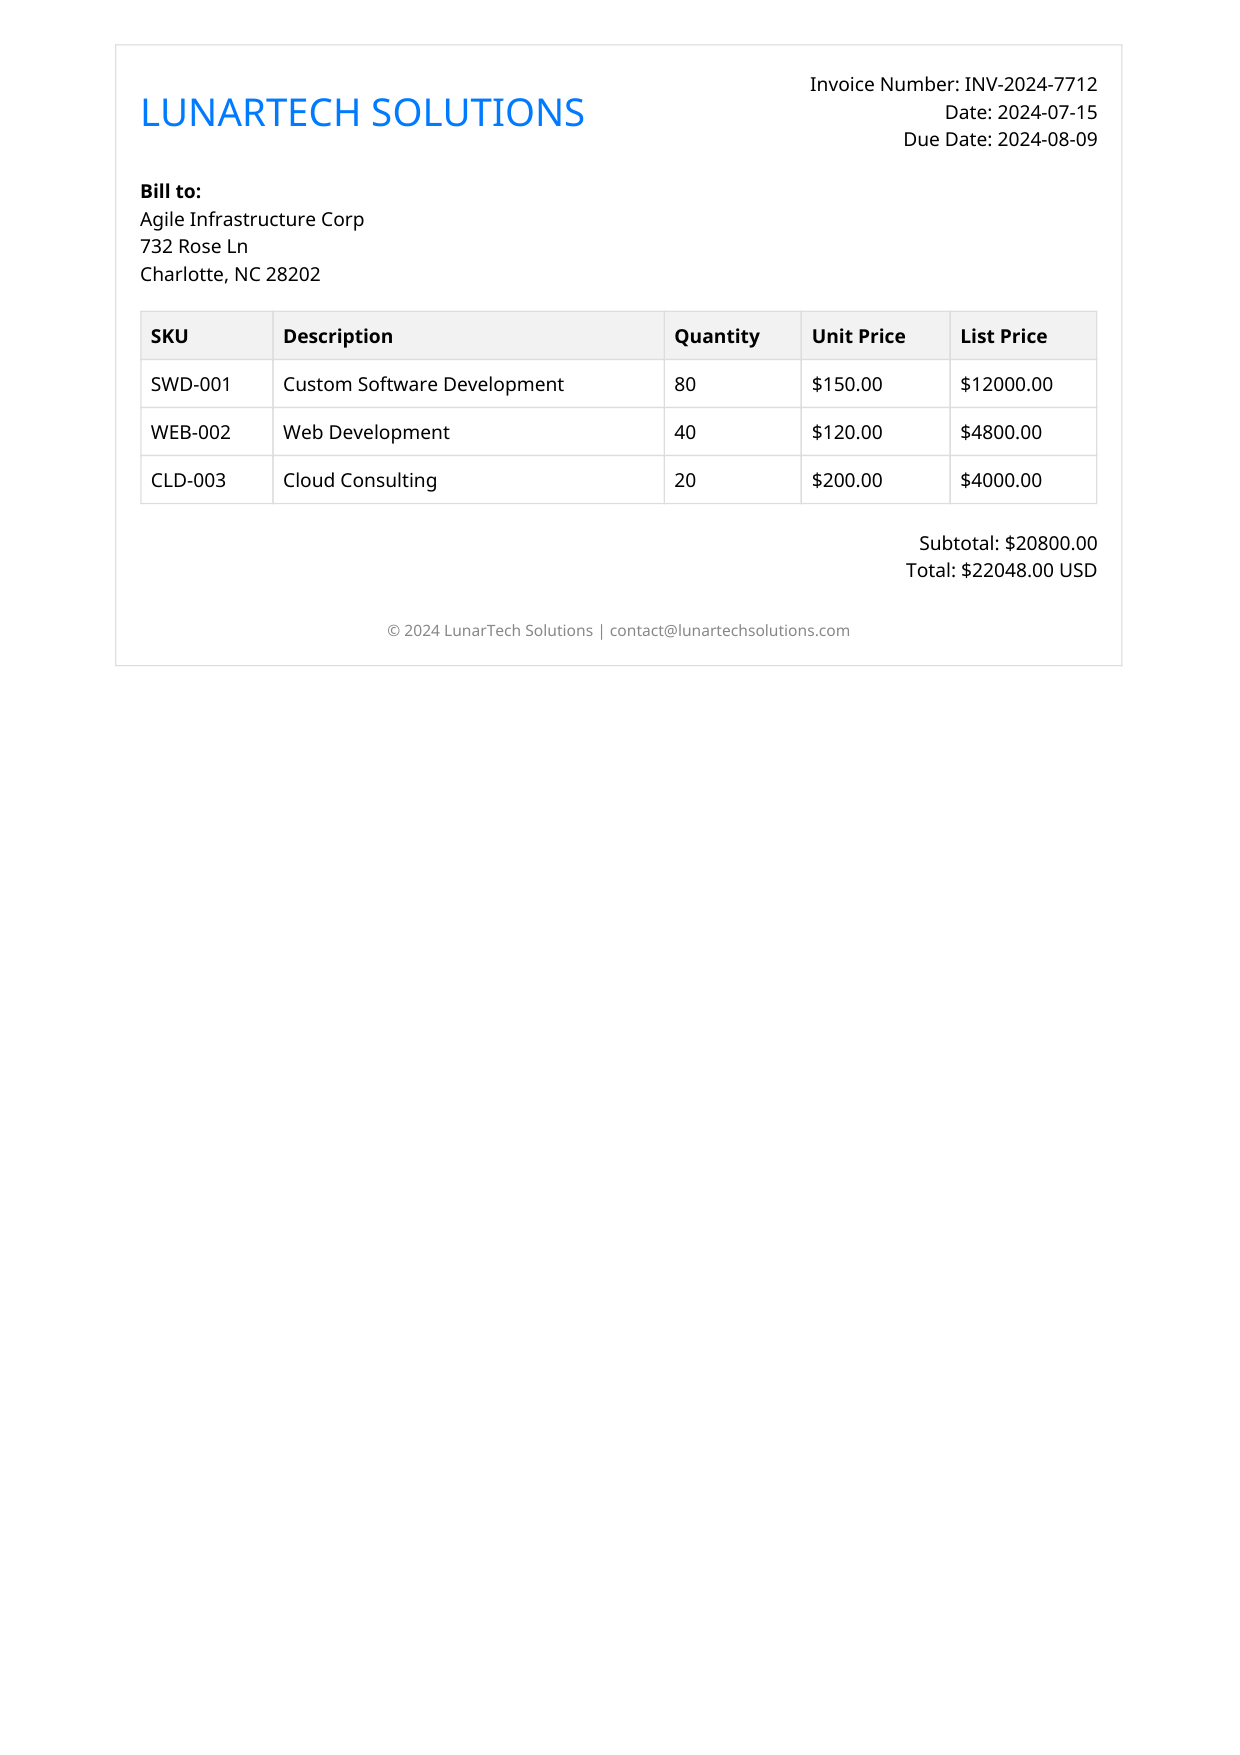 LUNARTECH SOLUTIONS
Invoice Number: INV-2024-7712
Date: 2024-07-15
Due Date: 2024-08-09
Bill to:
Agile Infrastructure Corp
732 Rose Ln
Charlotte, NC 28202
SKU Description Quantity Unit Price List Price
SWD-001 Custom Software Development 80 $150.00 $12000.00
WEB-002 Web Development 40 $120.00 $4800.00
CLD-003 Cloud Consulting 20 $200.00 $4000.00
Subtotal: $20800.00
Total: $22048.00 USD
© 2024 LunarTech Solutions | contact@lunartechsolutions.com